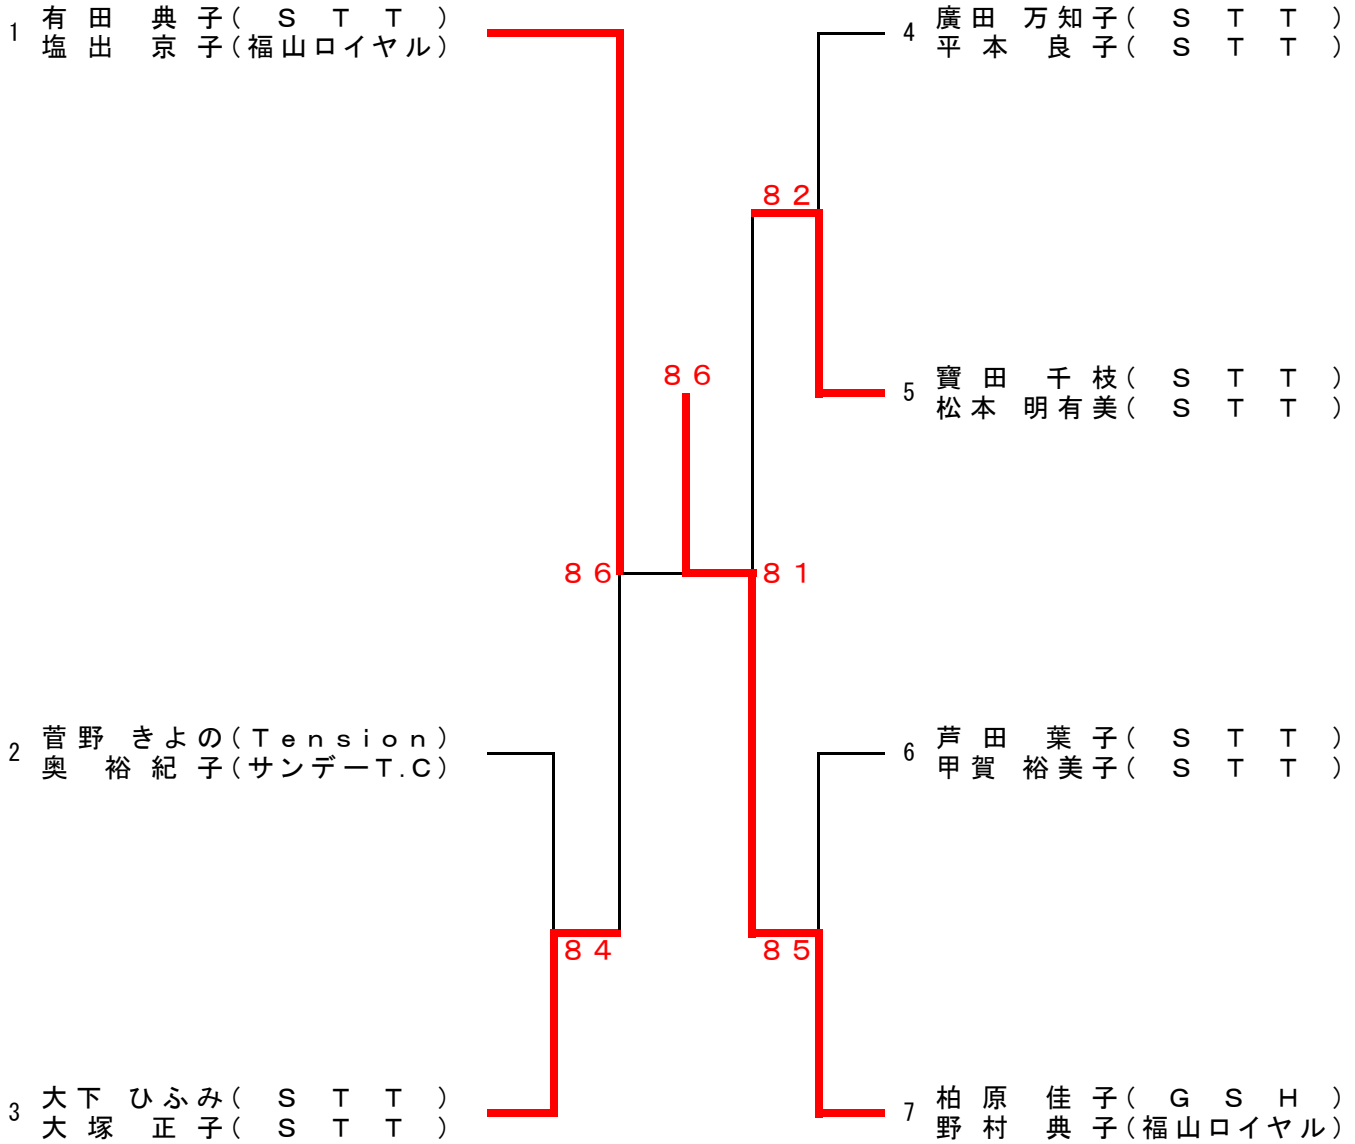 1 有田 典子(STT)
塩出 京子(福山ロイヤル)
4 廣田 万知子(STT)
平本 良子(STT)
82
86
5 寶田 千枝(STT)
松本 明有美(STT)
86
81
2 菅野 きよの(Tension)
奥 裕紀子(サンデーT.C)
6 芦田 葉子(STT)
甲賀 裕美子(STT)
84
85
3 大下 ひふみ(STT)
大塚 正子(STT)
7 柏原 佳子(GSH)
野村 典子(福山ロイヤル)